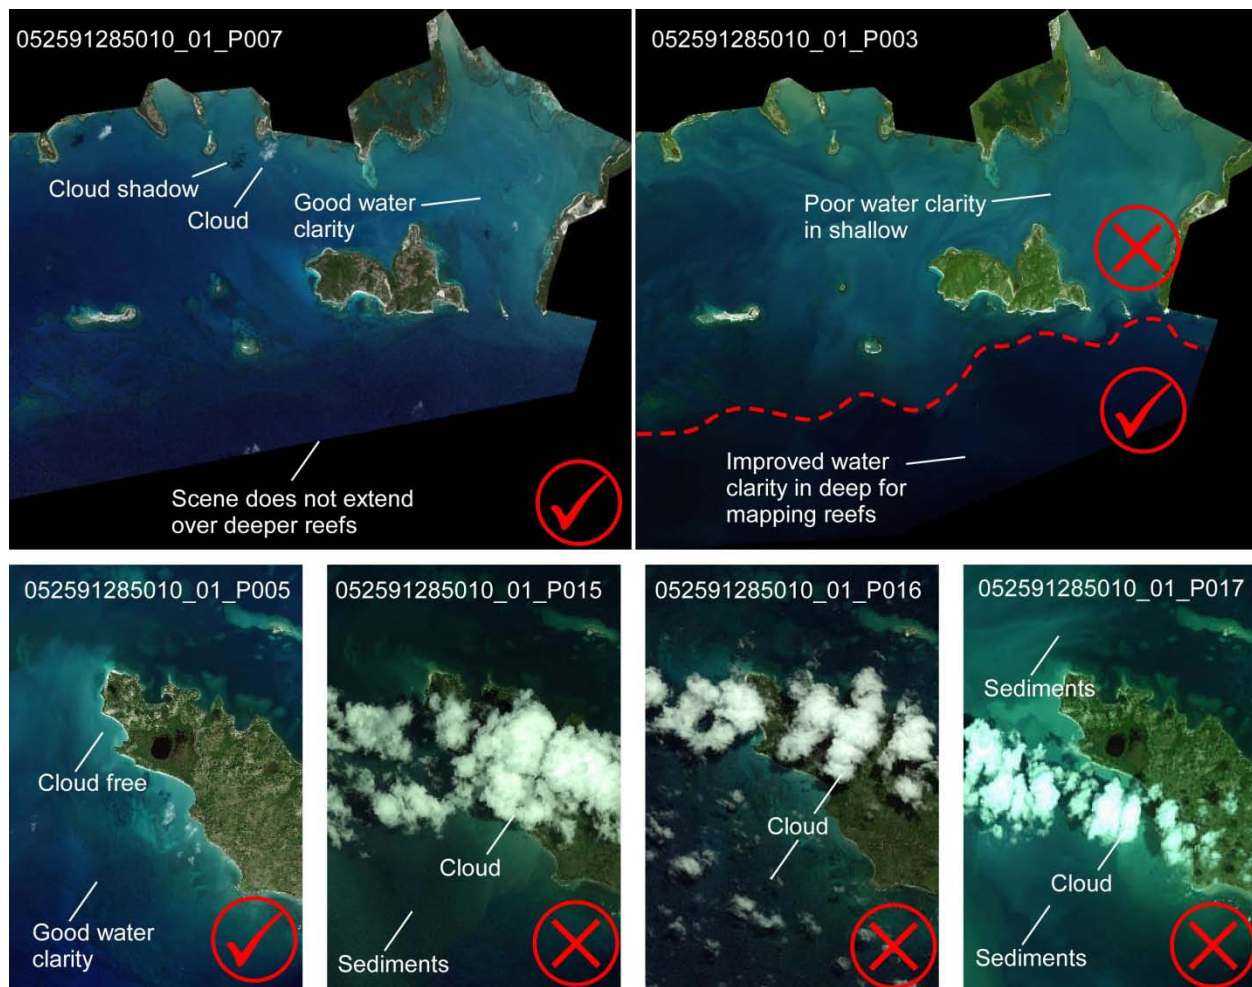 052591285010_01_P007
Cloud shadow
Cloud
Good water
clarity
Scene does not extend
over deeper reefs
052591285010_01_P003
Poor water clarity
in shallow
Improved water
clarity in deep for
mapping reefs
052591285010_01_P005
Cloud free
Good water
clarity
052591285010_01_P015
Cloud
Sediments
052591285010_01_P016
Cloud
052591285010_01_P017
Sediments
Cloud
Sediments